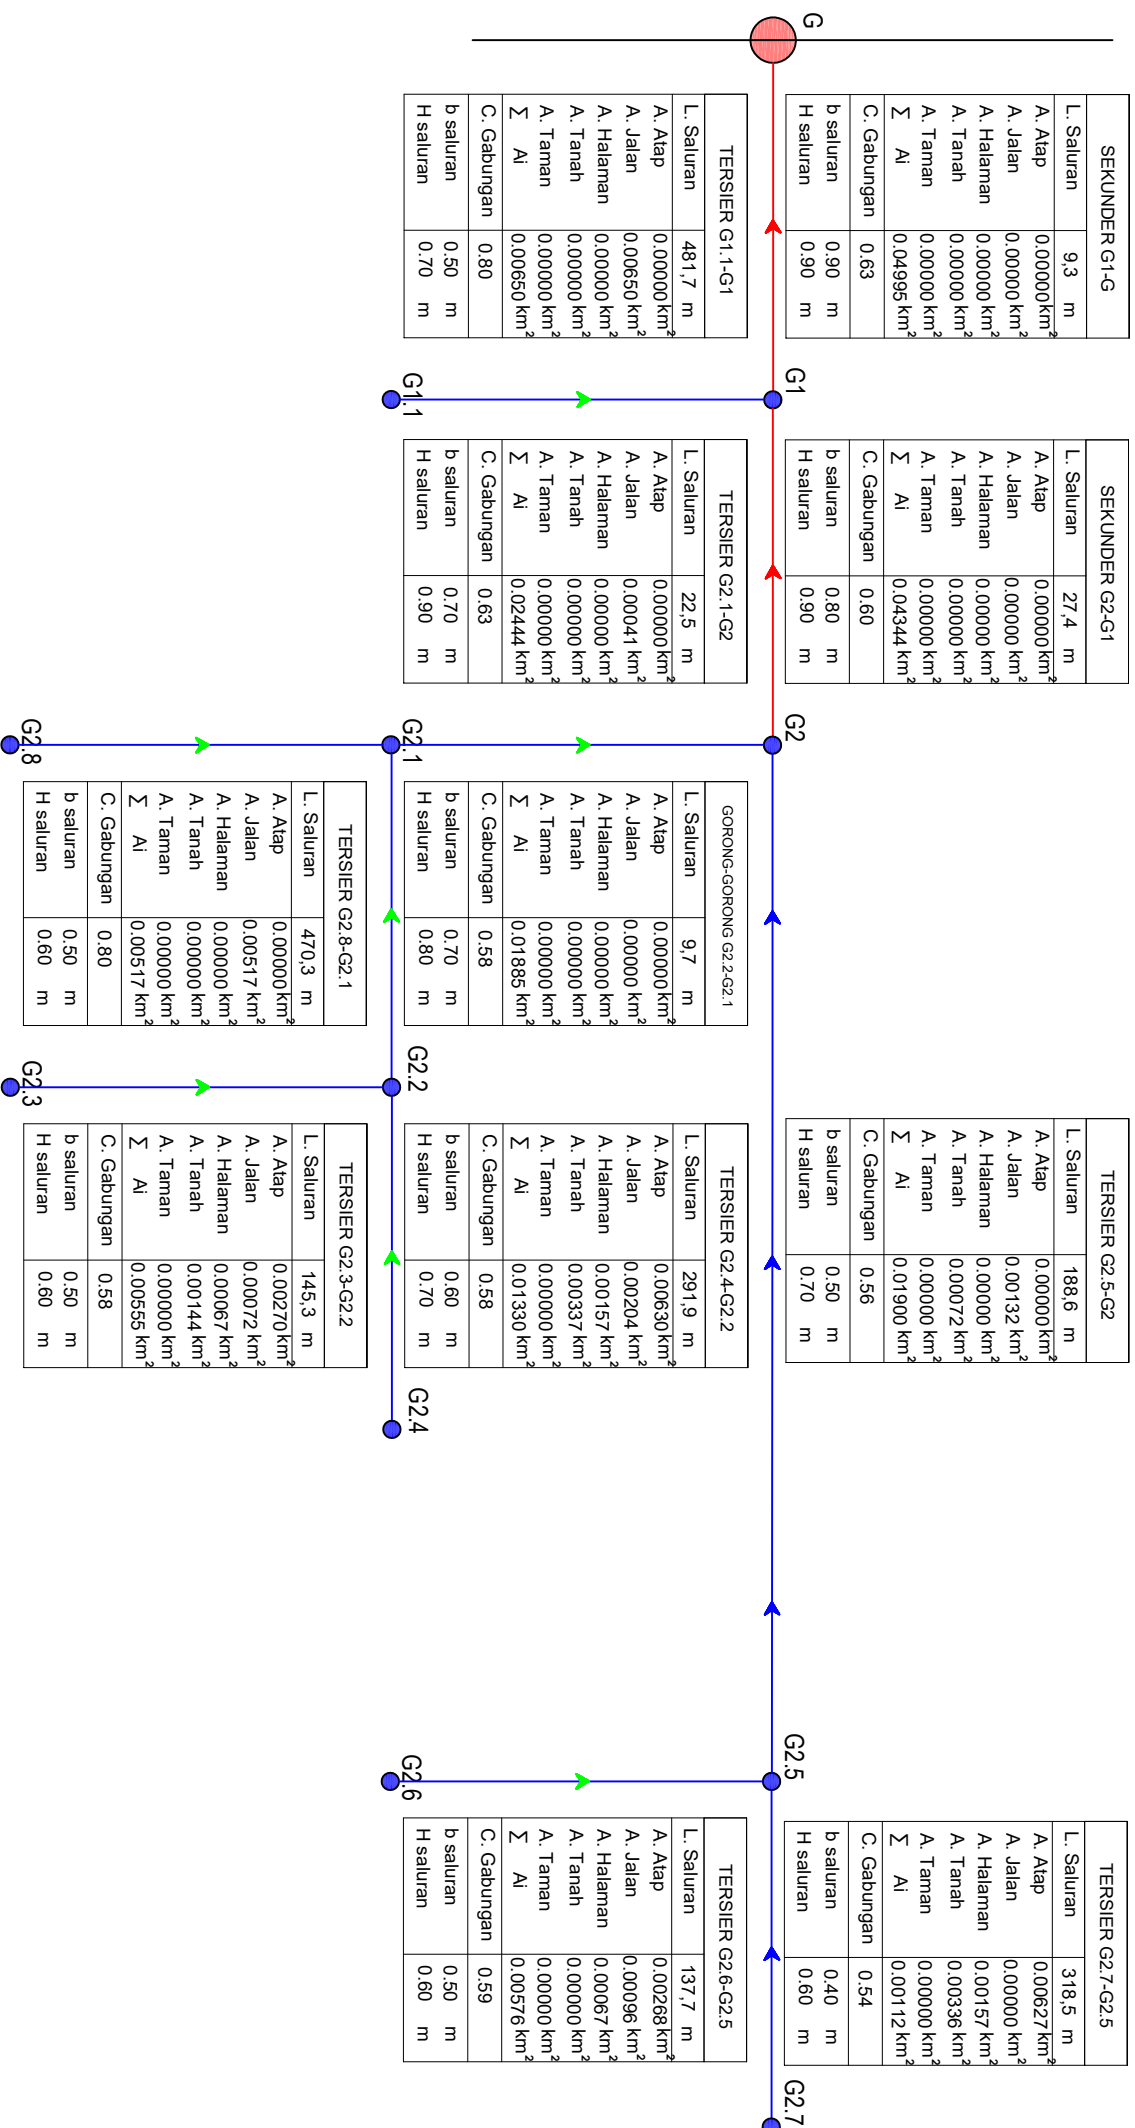 G
SEKUNDER G1-G
L. Saluran 9,3 m
A. Atap 0.00000 km²
A. Jalan 0.00000 km²
A. Halaman 0.00000 km²
A. Tanah 0.00000 km²
A. Taman 0.00000 km²
Σ Ai 0.04995 km²
C. Gabungan 0.63
b saluran 0.90 m
H saluran 0.90 m
G1
SEKUNDER G2-G1
L. Saluran 27,4 m
A. Atap 0.00000 km²
A. Jalan 0.00000 km²
A. Halaman 0.00000 km²
A. Tanah 0.00000 km²
A. Taman 0.00000 km²
Σ Ai 0.04344 km²
C. Gabungan 0.60
b saluran 0.80 m
H saluran 0.90 m
G2
TERSIER G2.5-G2
L. Saluran 188,6 m
A. Atap 0.00000 km²
A. Jalan 0.00132 km²
A. Halaman 0.00000 km²
A. Tanah 0.00072 km²
A. Taman 0.00000 km²
Σ Ai 0.01900 km²
C. Gabungan 0.56
b saluran 0.50 m
H saluran 0.70 m
G2.5
TERSIER G2.7-G2.5
L. Saluran 318,5 m
A. Atap 0.00627 km²
A. Jalan 0.00000 km²
A. Halaman 0.00157 km²
A. Tanah 0.00336 km²
A. Taman 0.00000 km²
Σ Ai 0.00112 km²
C. Gabungan 0.54
b saluran 0.40 m
H saluran 0.60 m
G2.7
TERSIER G1.1-G1
L. Saluran 481,7 m
A. Atap 0.00000 km²
A. Jalan 0.00650 km²
A. Halaman 0.00000 km²
A. Tanah 0.00000 km²
A. Taman 0.00000 km²
Σ Ai 0.00650 km²
C. Gabungan 0.80
b saluran 0.50 m
H saluran 0.70 m
G1.1
TERSIER G2.1-G2
L. Saluran 22,5 m
A. Atap 0.00000 km²
A. Jalan 0.00041 km²
A. Halaman 0.00000 km²
A. Tanah 0.00000 km²
A. Taman 0.00000 km²
Σ Ai 0.02444 km²
C. Gabungan 0.63
b saluran 0.70 m
H saluran 0.90 m
G2.1
GORONG-GORONG G2.2-G2.1
L. Saluran 9,7 m
A. Atap 0.00000 km²
A. Jalan 0.00000 km²
A. Halaman 0.00000 km²
A. Tanah 0.00000 km²
A. Taman 0.00000 km²
Σ Ai 0.01885 km²
C. Gabungan 0.58
b saluran 0.70 m
H saluran 0.80 m
G2.2
TERSIER G2.4-G2.2
L. Saluran 291,9 m
A. Atap 0.00630 km²
A. Jalan 0.00204 km²
A. Halaman 0.00157 km²
A. Tanah 0.00337 km²
A. Taman 0.00000 km²
Σ Ai 0.01330 km²
C. Gabungan 0.58
b saluran 0.60 m
H saluran 0.70 m
G2.4
G2.6
TERSIER G2.6-G2.5
L. Saluran 137,7 m
A. Atap 0.00268 km²
A. Jalan 0.00096 km²
A. Halaman 0.00067 km²
A. Tanah 0.00000 km²
A. Taman 0.00000 km²
Σ Ai 0.00576 km²
C. Gabungan 0.59
b saluran 0.50 m
H saluran 0.60 m
G2.8
TERSIER G2.8-G2.1
L. Saluran 470,3 m
A. Atap 0.00000 km²
A. Jalan 0.00517 km²
A. Halaman 0.00000 km²
A. Tanah 0.00000 km²
A. Taman 0.00000 km²
Σ Ai 0.00517 km²
C. Gabungan 0.80
b saluran 0.50 m
H saluran 0.60 m
G2.3
TERSIER G2.3-G2.2
L. Saluran 145,3 m
A. Atap 0.00270 km²
A. Jalan 0.00072 km²
A. Halaman 0.00067 km²
A. Tanah 0.00144 km²
A. Taman 0.00000 km²
Σ Ai 0.00555 km²
C. Gabungan 0.58
b saluran 0.50 m
H saluran 0.60 m